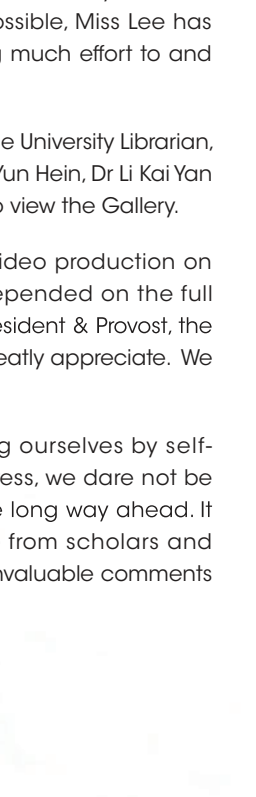 ossible, Miss Lee has
g much effort to and
e University Librarian,
Yun Hein, Dr Li Kai Yan
o view the Gallery.
ideo production on
epended on the full
esident & Provost, the
eatly appreciate. We
g ourselves by self-
ess, we dare not be
e long way ahead. It
from scholars and
nvaluable comments